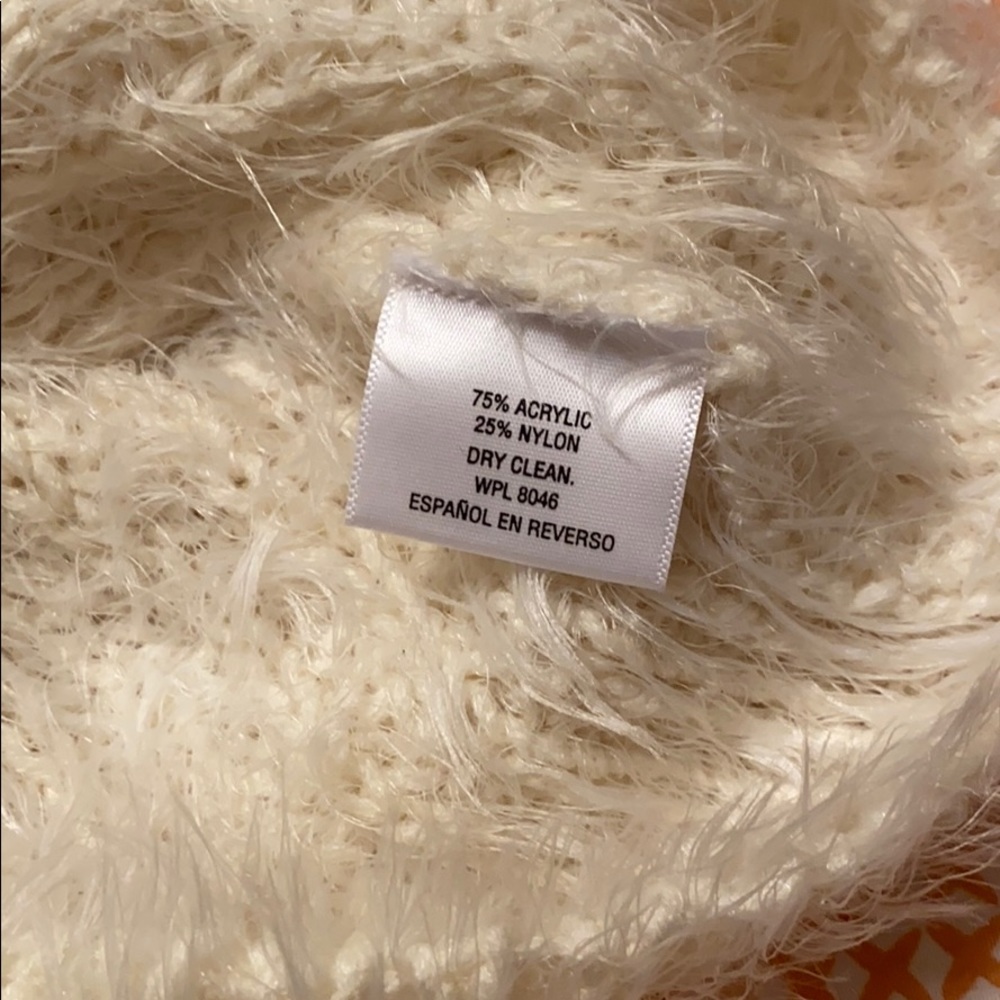 75% ACRYLIC
25% NYLON
DRY CLEAN.
WPL 8046
ESPAÑOL EN REVERSO